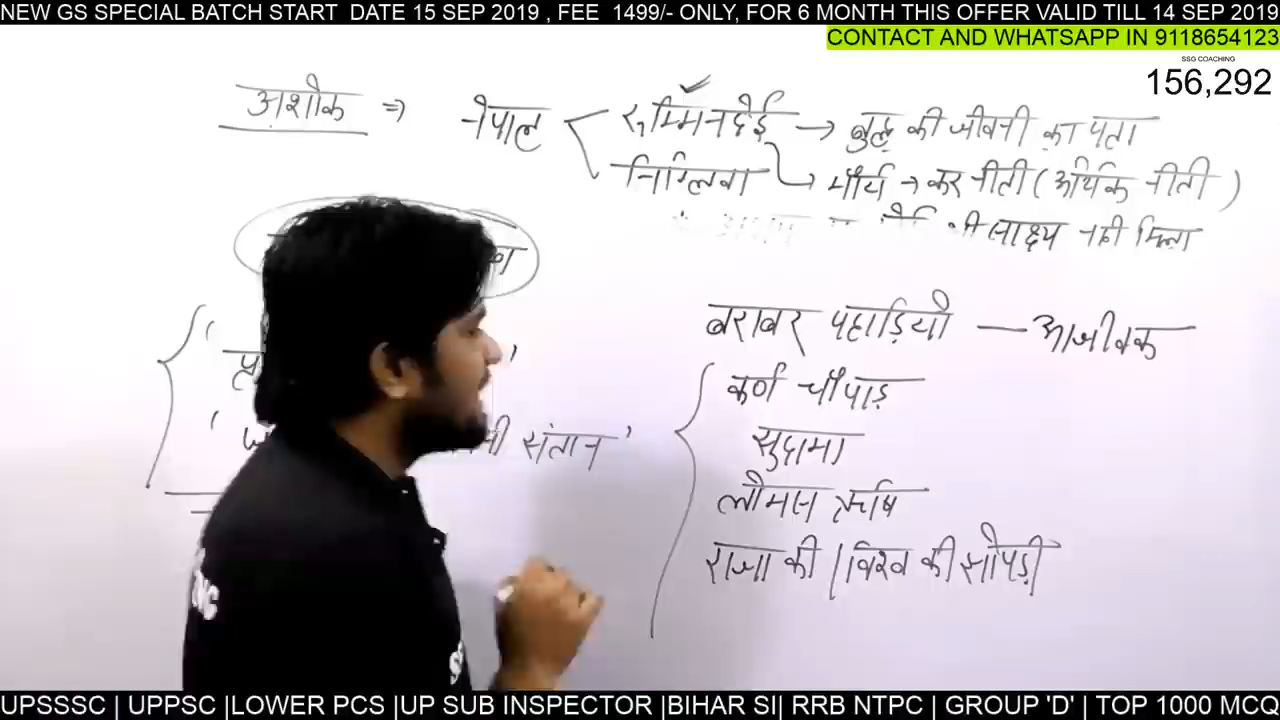 NEW GS SPECIAL BATCH START DATE 15 SEP 2019 , FEE 1499/- ONLY, FOR 6 MONTH THIS OFFER VALID TILL 14 SEP 2019
CONTACT AND WHATSAPP IN 9118654123
SSG COACHING
156,292
अशोक ⇒ नेपाल
रुम्मिनदेई → बुद्ध की जीवनी का पता
निग्लिवा → मौर्य → कर नीती ( आर्थिक नीती )
साक्ष्य नही मिला
बराबर पहाड़ियाँ — आजीवक
कर्ण चौपाड़
सुदामा
लोमस ऋषि
राजा की / विश्व की झोपड़ी
संतान '
UPSSSC | UPPSC |LOWER PCS |UP SUB INSPECTOR |BIHAR SI| RRB NTPC | GROUP 'D' | TOP 1000 MCQ